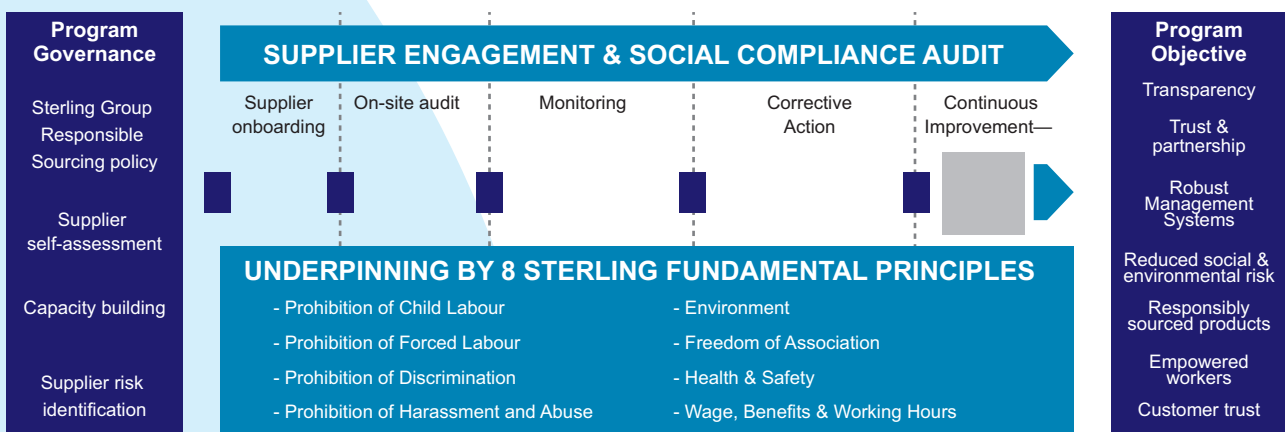 Program
Governance
Sterling Group
Responsible
Sourcing policy
Supplier
self-assessment
Capacity building
Supplier risk
identification
SUPPLIER ENGAGEMENT & SOCIAL COMPLIANCE AUDIT
Supplier
onboarding
On-site audit
Monitoring
Corrective
Action
Continuous
Improvement—
UNDERPINNING BY 8 STERLING FUNDAMENTAL PRINCIPLES
- Prohibition of Child Labour
- Prohibition of Forced Labour
- Prohibition of Discrimination
- Prohibition of Harassment and Abuse
- Environment
- Freedom of Association
- Health & Safety
- Wage, Benefits & Working Hours
Program
Objective
Transparency
Trust &
partnership
Robust
Management
Systems
Reduced social &
environmental risk
Responsibly
sourced products
Empowered
workers
Customer trust